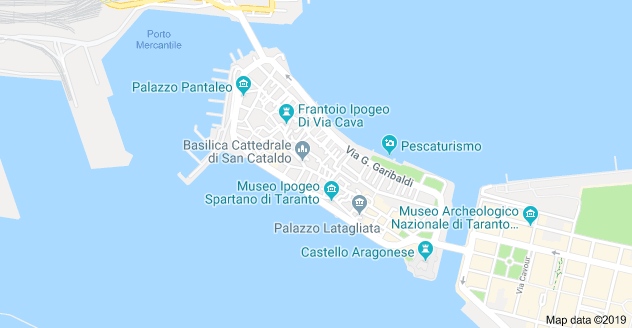 Porto
Mercantile
Palazzo Pantaleo
Frantoio Ipogeo
Di Via Cava
Basilica Cattedrale
di San Cataldo
Pescaturismo
Via G. Garibaldi
Museo Ipogeo
Spartano di Taranto
Palazzo Latagliata
Museo Archeologico
Nazionale di Taranto...
Castello Aragonese
Via Cavour
Map data ©2019